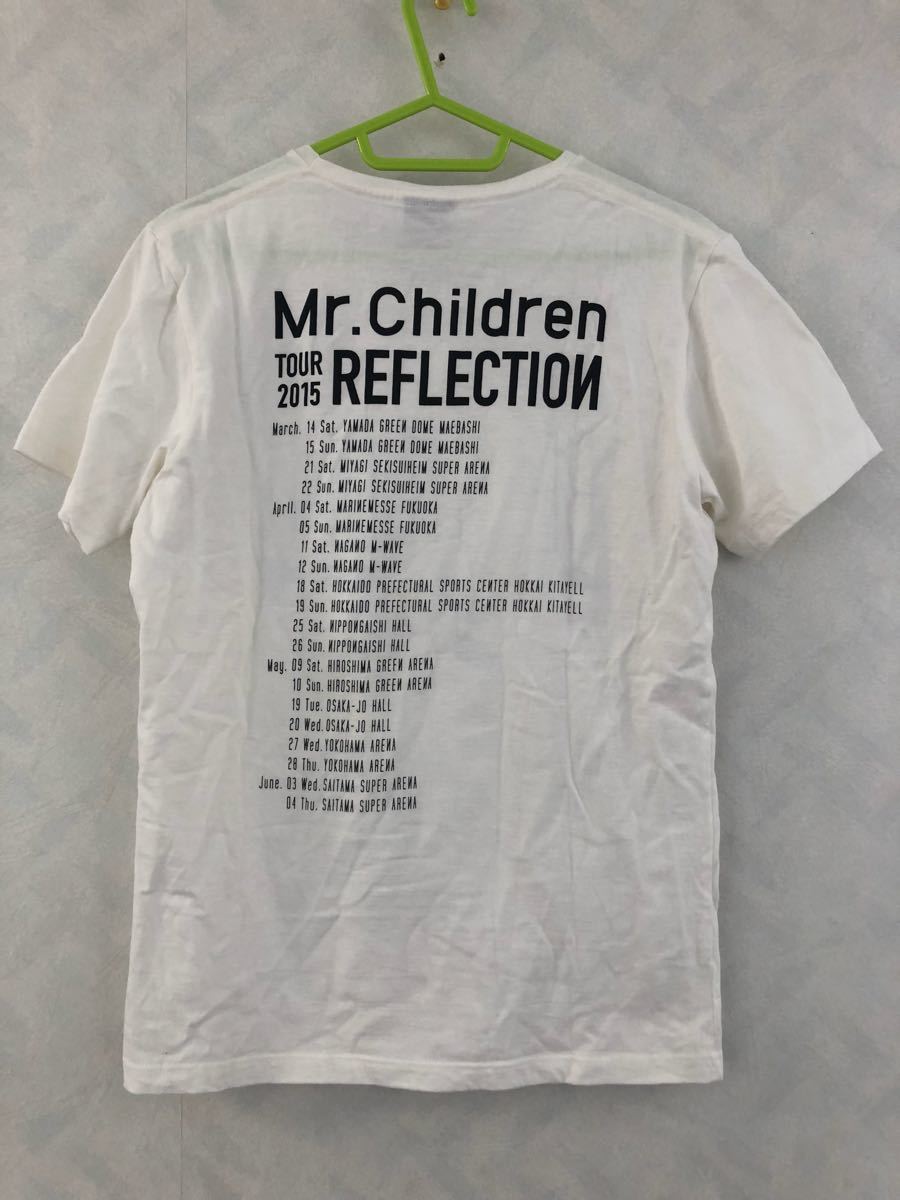 Mr.Children
TOUR 2015 REFLECTIOИ
March. 14 Sat. YAMADA GREEN DOME MAEBASHI
15 Sun. YAMADA GREEN DOME MAEBASHI
21 Sat. MIYAGI SEKISUIHEIM SUPER ARENA
22 Sun. MIYAGI SEKISUIHEIM SUPER ARENA
April. 04 Sat. MARINEMESSE FUKUOKA
05 Sun. MARINEMESSE FUKUOKA
11 Sat. NAGANO M-WAVE
12 Sun. NAGANO M-WAVE
18 Sat. HOKKAIDO PREFECTURAL SPORTS CENTER HOKKAI KITAYELL
19 Sun. HOKKAIDO PREFECTURAL SPORTS CENTER HOKKAI KITAYELL
25 Sat. NIPPONGAISHI HALL
26 Sun. NIPPONGAISHI HALL
May. 09 Sat. HIROSHIMA GREEN ARENA
10 Sun. HIROSHIMA GREEN ARENA
19 Tue. OSAKA-JO HALL
20 Wed. OSAKA-JO HALL
27 Wed. YOKOHAMA ARENA
28 Thu. YOKOHAMA ARENA
June. 03 Wed. SAITAMA SUPER ARENA
04 Thu. SAITAMA SUPER ARENA